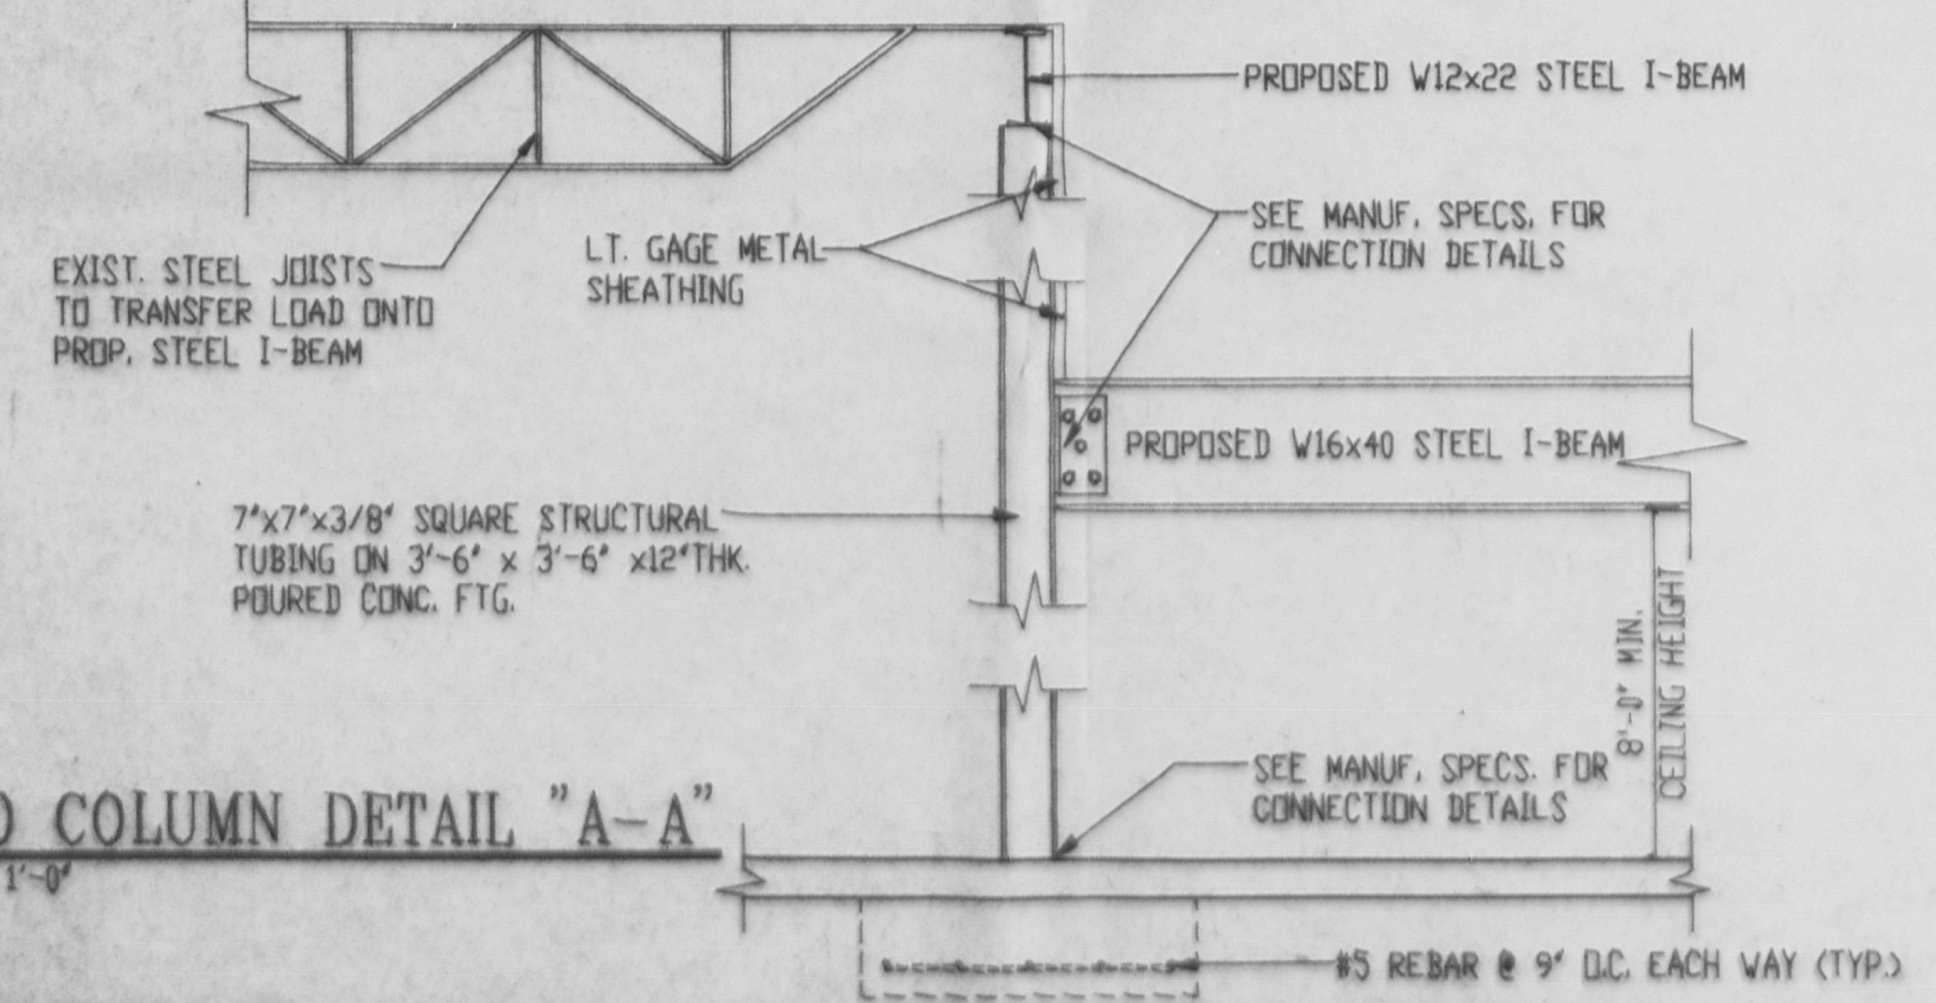 PROPOSED W12x22 STEEL I-BEAM
SEE MANUF. SPECS. FOR
CONNECTION DETAILS
LT. GAGE METAL
SHEATHING
EXIST. STEEL JOISTS
TO TRANSFER LOAD ONTO
PROP. STEEL I-BEAM
PROPOSED W16x40 STEEL I-BEAM
7"x7"x3/8" SQUARE STRUCTURAL
TUBING ON 3'-6" x 3'-6" x12"THK.
POURED CONC. FTG.
8'-0" MIN.
CEILING HEIGHT
SEE MANUF. SPECS. FOR
CONNECTION DETAILS
COLUMN DETAIL "A-A"
1'-0"
#5 REBAR @ 9" O.C. EACH WAY (TYP.)